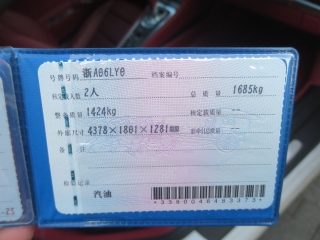 号牌号码 浙A06LY0 档案编号
核定载人数 2人 总质量 1685kg
整备质量 1424kg 核定载质量 --
外廓尺寸 4378×1801×1281mm 准牵引总质量 --
备注
检验记录
汽油